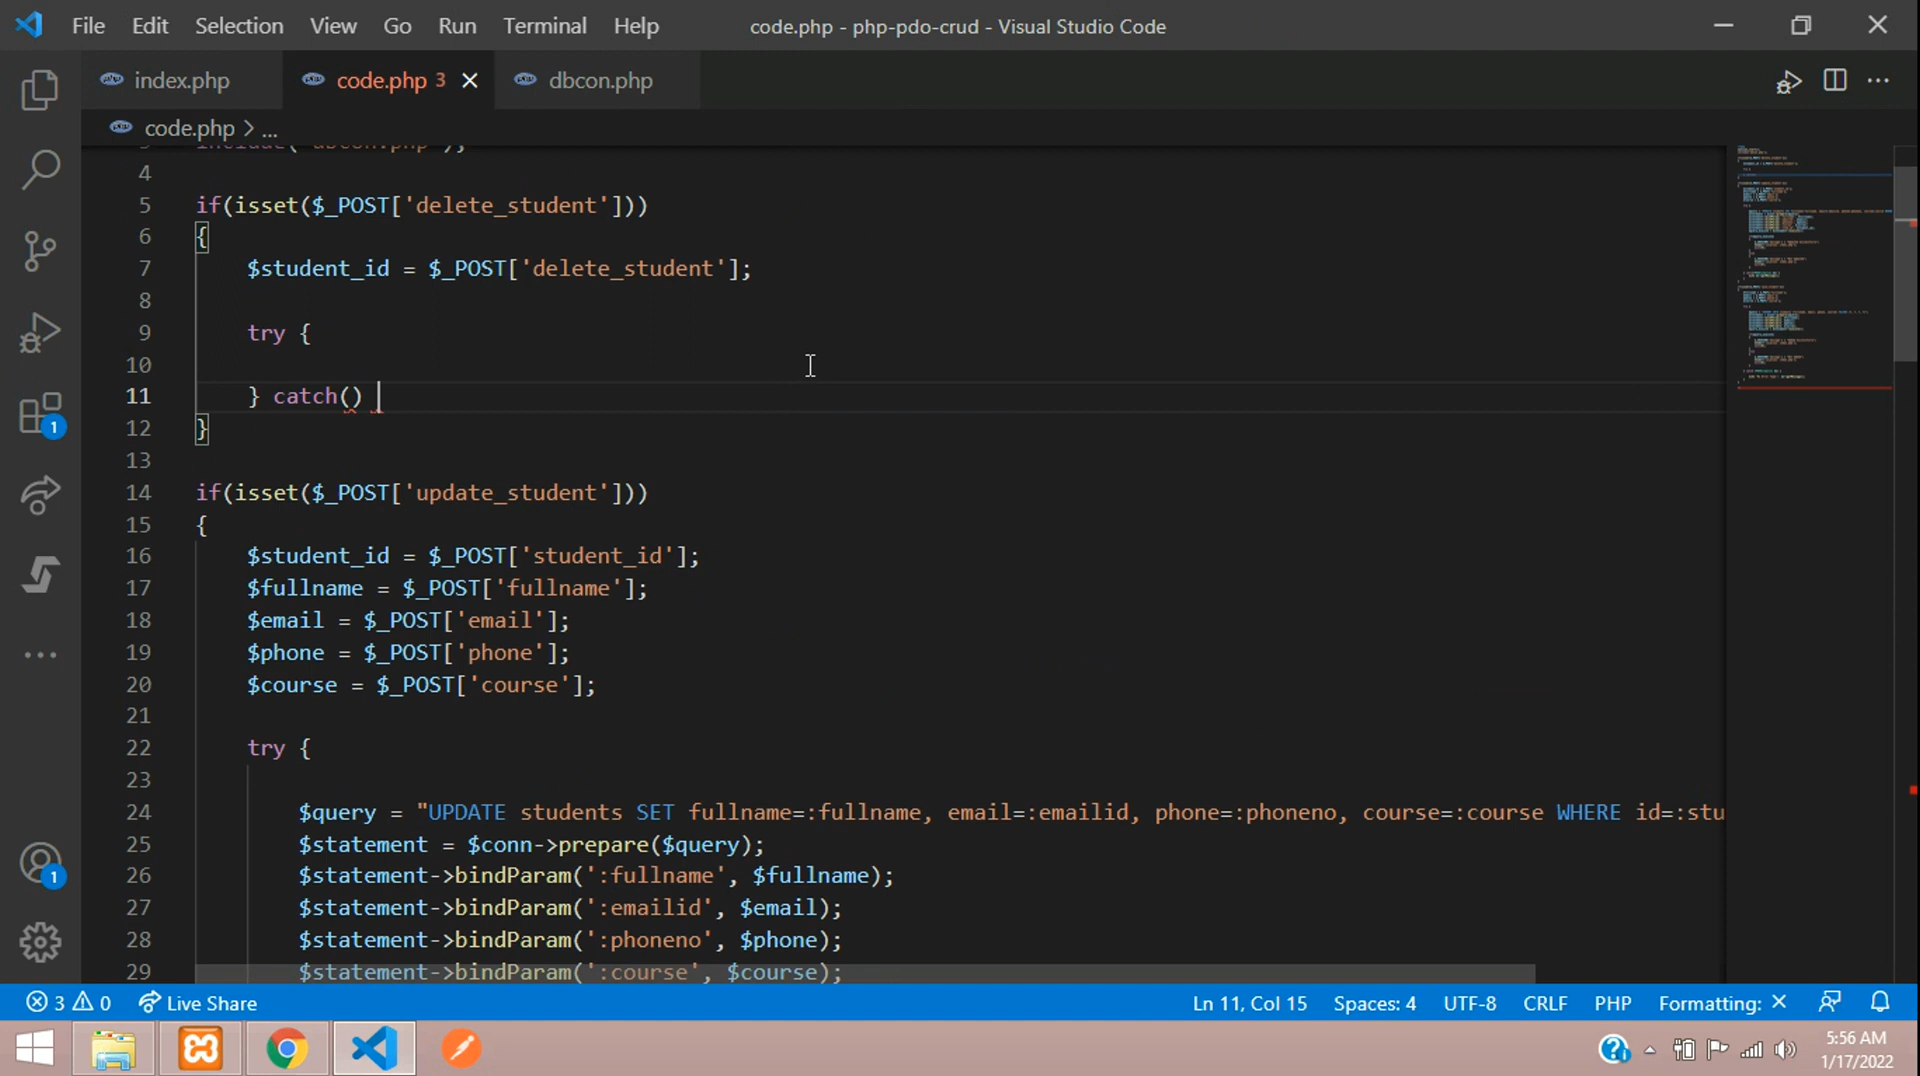 File Edit Selection View Go Run Terminal Help code.php - php-pdo-crud - Visual Studio Code
index.php code.php 3 dbcon.php
code.php > ...
4
5 if(isset($_POST['delete_student']))
6 {
7 $student_id = $_POST['delete_student'];
8
9 try {
10
11 } catch()
12 }
13
14 if(isset($_POST['update_student']))
15 {
16 $student_id = $_POST['student_id'];
17 $fullname = $_POST['fullname'];
18 $email = $_POST['email'];
19 $phone = $_POST['phone'];
20 $course = $_POST['course'];
21
22 try {
23
24 $query = "UPDATE students SET fullname=:fullname, email=:emailid, phone=:phoneno, course=:course WHERE id=:stu
25 $statement = $conn->prepare($query);
26 $statement->bindParam(':fullname', $fullname);
27 $statement->bindParam(':emailid', $email);
28 $statement->bindParam(':phoneno', $phone);
29 $statement->bindParam(':course', $course);
1
1
3 0 Live Share Ln 11, Col 15 Spaces: 4 UTF-8 CRLF PHP Formatting: ×
5:56 AM
1/17/2022